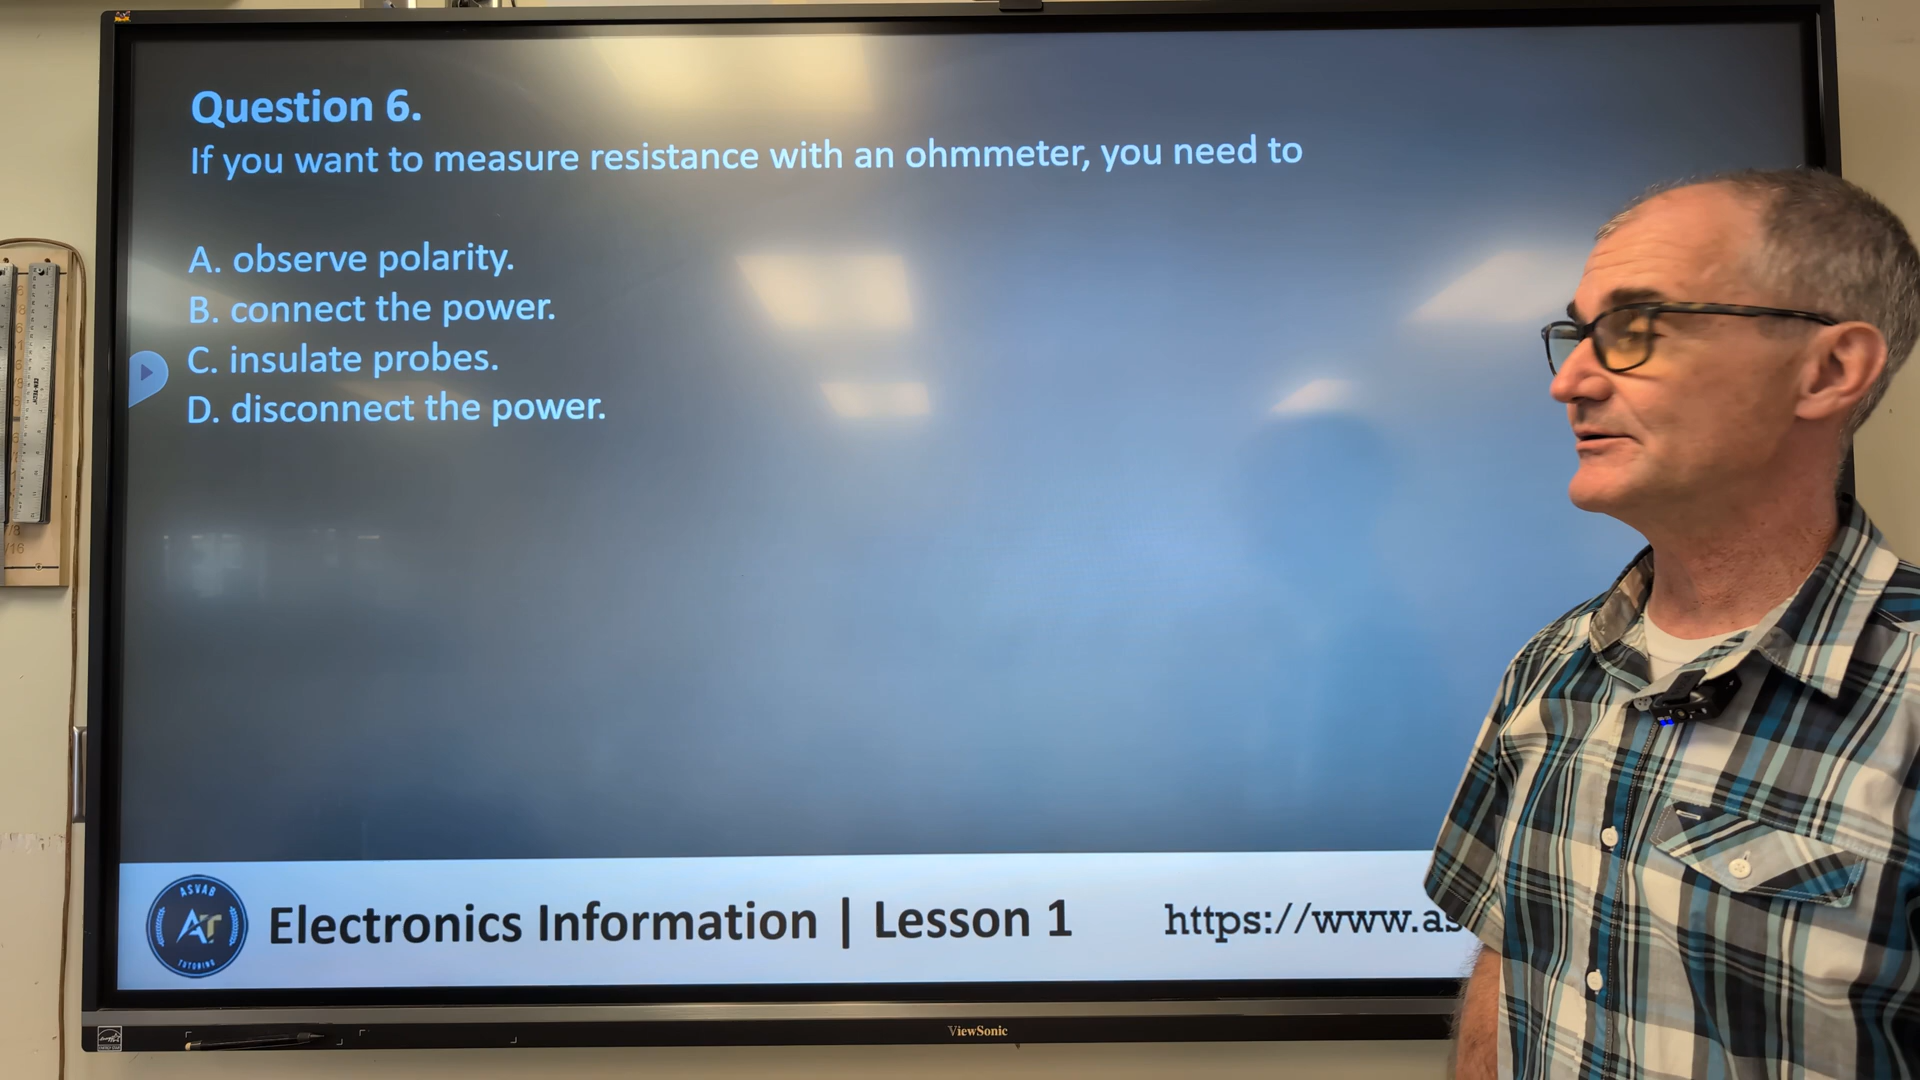 Question 6.
If you want to measure resistance with an ohmmeter, you need to
A. observe polarity.
B. connect the power.
C. insulate probes.
D. disconnect the power.
ASVAB
AT
TUTORING
Electronics Information | Lesson 1
https://www.as
ViewSonic